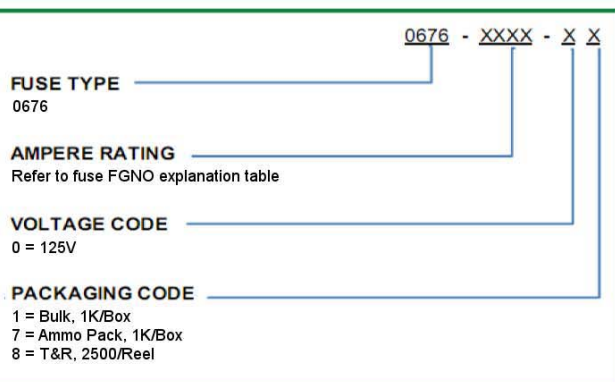 0676 - XXXX - X X
FUSE TYPE
0676
AMPERE RATING
Refer to fuse FGNO explanation table
VOLTAGE CODE
0 = 125V
PACKAGING CODE
1 = Bulk, 1K/Box
7 = Ammo Pack, 1K/Box
8 = T&R, 2500/Reel